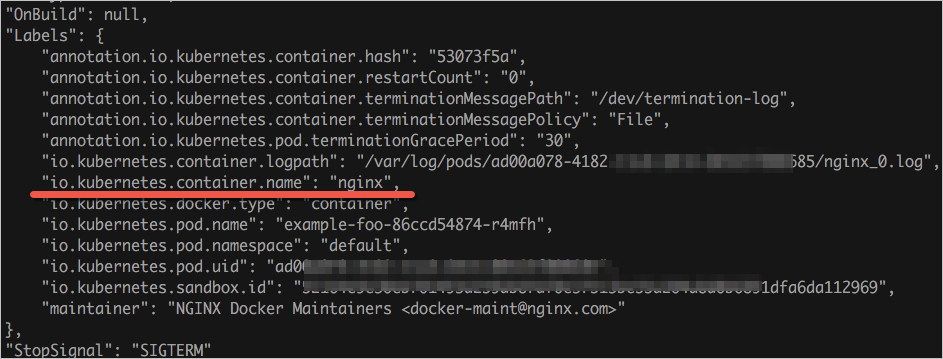 "OnBuild": null,
"Labels": {
"annotation.io.kubernetes.container.hash": "53073f5a",
"annotation.io.kubernetes.container.restartCount": "0",
"annotation.io.kubernetes.container.terminationMessagePath": "/dev/termination-log",
"annotation.io.kubernetes.container.terminationMessagePolicy": "File",
"annotation.io.kubernetes.pod.terminationGracePeriod": "30",
"io.kubernetes.container.logpath": "/var/log/pods/ad00a078-4182- 685/nginx_0.log",
"io.kubernetes.container.name": "nginx",
"io.kubernetes.docker.type": "container",
"io.kubernetes.pod.name": "example-foo-86ccd54874-r4mfh",
"io.kubernetes.pod.namespace": "default",
"io.kubernetes.pod.uid": "ad00
"io.kubernetes.sandbox.id": " 1dfa6da112969",
"maintainer": "NGINX Docker Maintainers <docker-maint@nginx.com>"
},
"StopSignal": "SIGTERM"